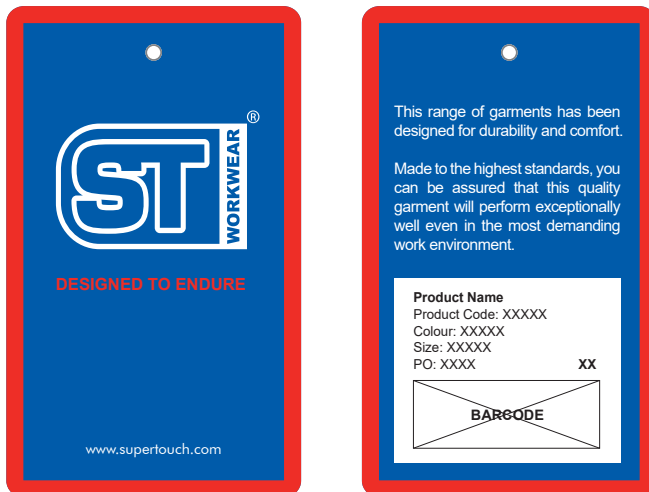 ST
WORKWEAR
®
DESIGNED TO ENDURE
www.supertouch.com
This range of garments has been
designed for durability and comfort.
Made to the highest standards, you
can be assured that this quality
garment will perform exceptionally
well even in the most demanding
work environment.
Product Name
Product Code: XXXXX
Colour: XXXXX
Size: XXXXX
PO: XXXX XX
BARCODE